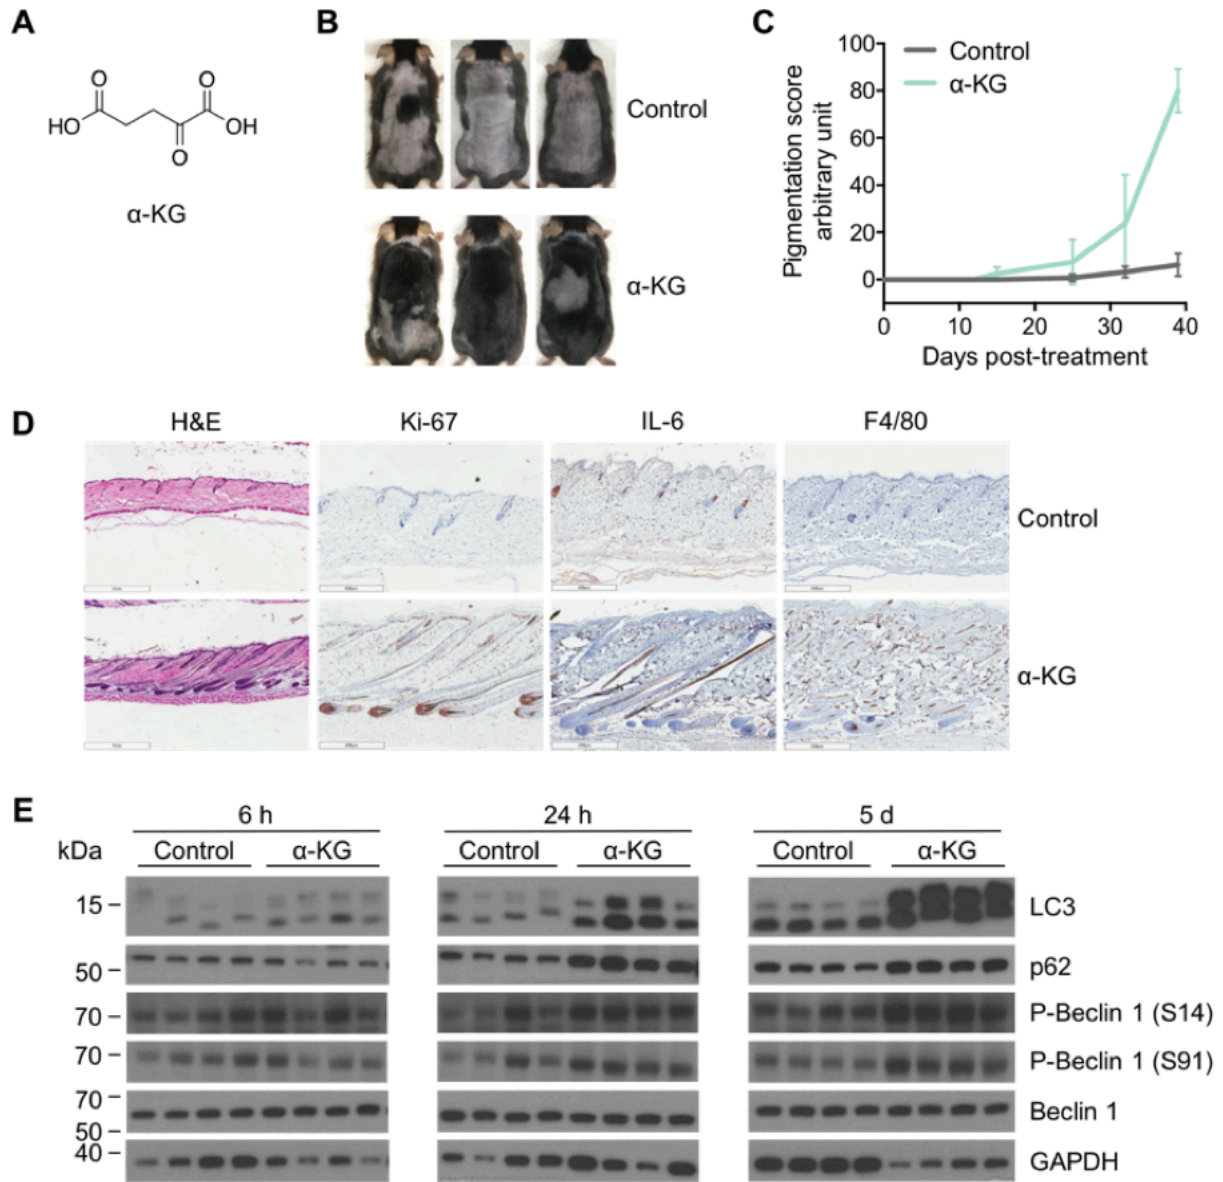 A
O
O
HO
OH
O
α-KG
B
Control
α-KG
C
Control
α-KG
Pigmentation score
arbitrary unit
100
80
60
40
20
0
0 10 20 30 40
Days post-treatment
D
H&E Ki-67 IL-6 F4/80
Control
α-KG
E
6 h 24 h 5 d
kDa Control α-KG Control α-KG Control α-KG
15 LC3
50 p62
70 P-Beclin 1 (S14)
70 P-Beclin 1 (S91)
70
50 Beclin 1
40 GAPDH